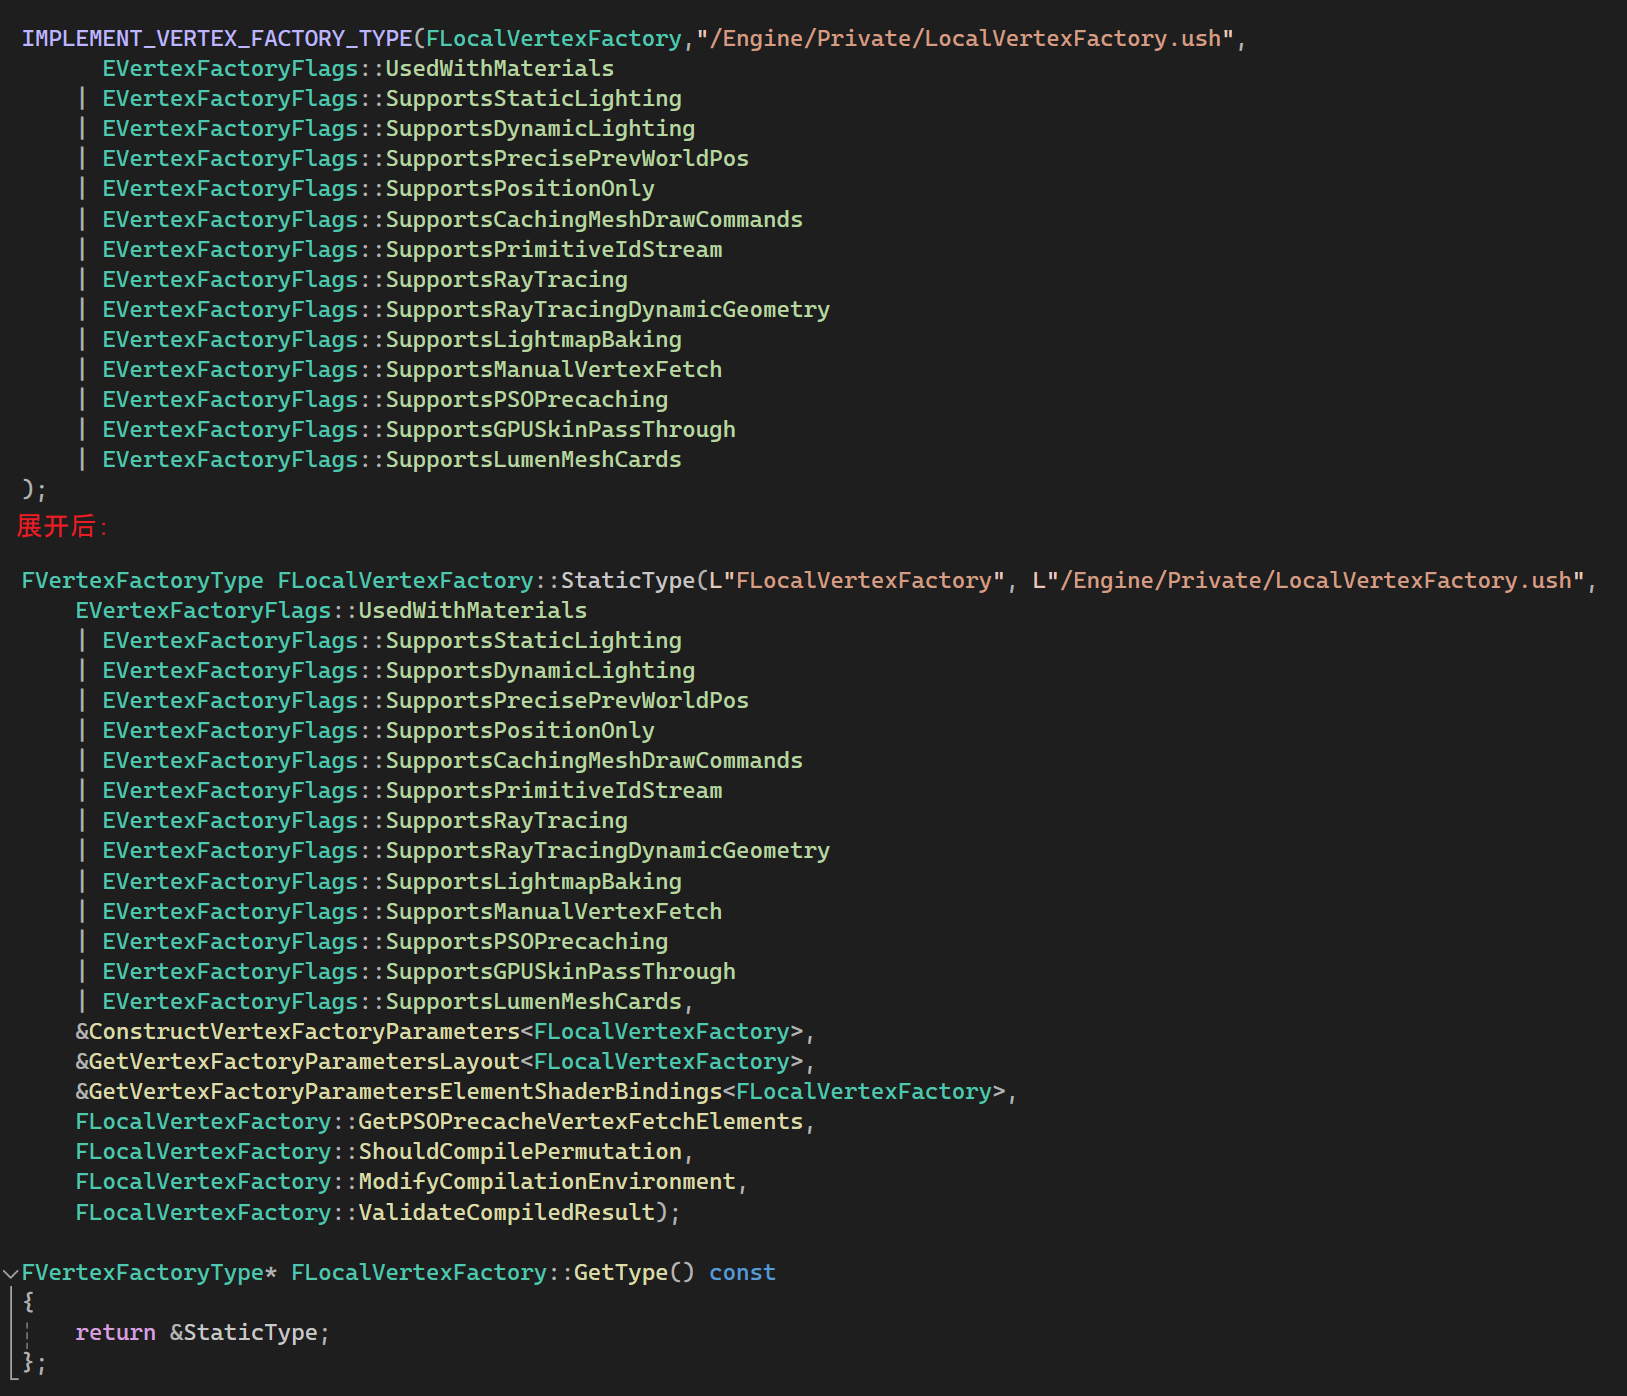 IMPLEMENT_VERTEX_FACTORY_TYPE(FLocalVertexFactory,"/Engine/Private/LocalVertexFactory.ush",
      EVertexFactoryFlags::UsedWithMaterials
    | EVertexFactoryFlags::SupportsStaticLighting
    | EVertexFactoryFlags::SupportsDynamicLighting
    | EVertexFactoryFlags::SupportsPrecisePrevWorldPos
    | EVertexFactoryFlags::SupportsPositionOnly
    | EVertexFactoryFlags::SupportsCachingMeshDrawCommands
    | EVertexFactoryFlags::SupportsPrimitiveIdStream
    | EVertexFactoryFlags::SupportsRayTracing
    | EVertexFactoryFlags::SupportsRayTracingDynamicGeometry
    | EVertexFactoryFlags::SupportsLightmapBaking
    | EVertexFactoryFlags::SupportsManualVertexFetch
    | EVertexFactoryFlags::SupportsPSOPrecaching
    | EVertexFactoryFlags::SupportsGPUSkinPassThrough
    | EVertexFactoryFlags::SupportsLumenMeshCards
);
展开后:
FVertexFactoryType FLocalVertexFactory::StaticType(L"FLocalVertexFactory", L"/Engine/Private/LocalVertexFactory.ush",
    EVertexFactoryFlags::UsedWithMaterials
    | EVertexFactoryFlags::SupportsStaticLighting
    | EVertexFactoryFlags::SupportsDynamicLighting
    | EVertexFactoryFlags::SupportsPrecisePrevWorldPos
    | EVertexFactoryFlags::SupportsPositionOnly
    | EVertexFactoryFlags::SupportsCachingMeshDrawCommands
    | EVertexFactoryFlags::SupportsPrimitiveIdStream
    | EVertexFactoryFlags::SupportsRayTracing
    | EVertexFactoryFlags::SupportsRayTracingDynamicGeometry
    | EVertexFactoryFlags::SupportsLightmapBaking
    | EVertexFactoryFlags::SupportsManualVertexFetch
    | EVertexFactoryFlags::SupportsPSOPrecaching
    | EVertexFactoryFlags::SupportsGPUSkinPassThrough
    | EVertexFactoryFlags::SupportsLumenMeshCards,
    &ConstructVertexFactoryParameters<FLocalVertexFactory>,
    &GetVertexFactoryParametersLayout<FLocalVertexFactory>,
    &GetVertexFactoryParametersElementShaderBindings<FLocalVertexFactory>,
    FLocalVertexFactory::GetPSOPrecacheVertexFetchElements,
    FLocalVertexFactory::ShouldCompilePermutation,
    FLocalVertexFactory::ModifyCompilationEnvironment,
    FLocalVertexFactory::ValidateCompiledResult);
FVertexFactoryType* FLocalVertexFactory::GetType() const
{
    return &StaticType;
};